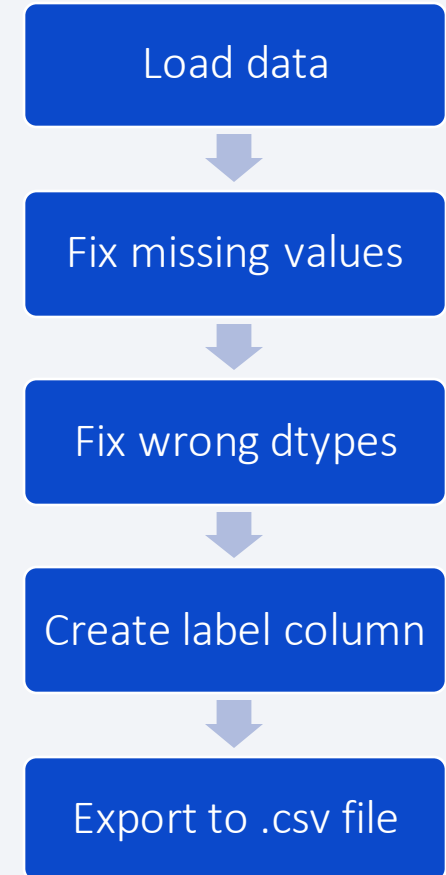 Load data
Fix missing values
Fix wrong dtypes
Create label column
Export to .csv file